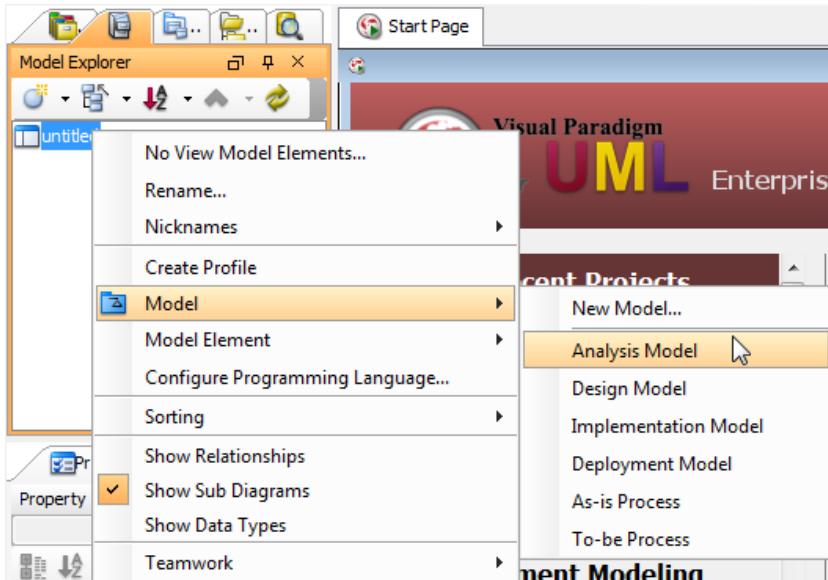 Start Page
Model Explorer
untitled
Visual Paradigm
UML Enterpris
No View Model Elements...
Rename...
Nicknames
Create Profile
Model
Model Element
Configure Programming Language...
Sorting
Show Relationships
Show Sub Diagrams
Show Data Types
Teamwork
cent Projects
New Model...
Analysis Model
Design Model
Implementation Model
Deployment Model
As-is Process
To-be Process
Pr
Property
ment Modeling